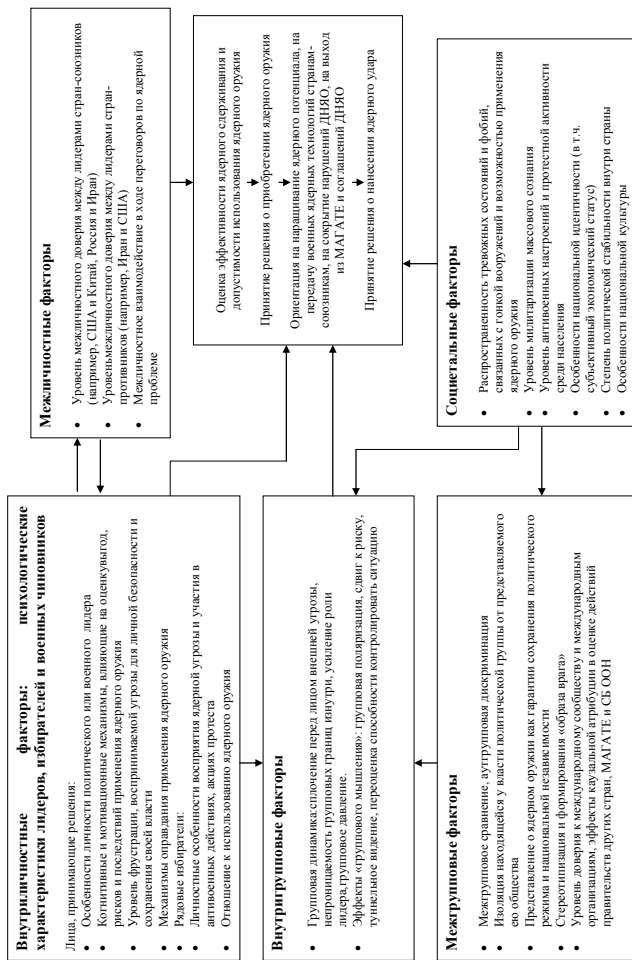 Внутриличностные факторы: психологические
характеристики лидеров, избирателей и военных чиновников
Лица, принимающие решения:
• Особенности личности политического или военного лидера
• Когнитивные и мотивационные механизмы, влияющие на оценкувыгод,
рисков и последствий применения ядерного оружия
• Уровень фрустрации, воспринимаемой угрозы для личной безопасности и
сохранения своей власти
• Механизмы оправдания применения ядерного оружия
• Рядовые избиратели:
• Личностные особенности восприятия ядерной угрозы и участия в
антивоенных действиях, акциях протеста
• Отношение к использованию ядерного оружия
Межличностные факторы
• Уровень межличностного доверия между лидерами стран-союзников
(например, США и Китай, Россия и Иран)
• Уровеньмежличностного доверия между лидерами стран-
противников (например, Иран и США)
• Межличностное взаимодействие в ходе переговоров по ядерной
проблеме
Внутригрупповые факторы
• Групповая динамика:сплочение перед лицом внешней угрозы,
непроницаемость групповых границ изнутри, усиление роли
лидера,групповое давление.
• Эффекты «группового мышления»: групповая поляризация, сдвиг к риску,
туннельное видение, переоценка способности контролировать ситуацию
Оценка эффективности ядерного сдерживания и
допустимости использования ядерного оружия
Принятие решения о приобретении ядерного оружия
Ориентация на наращивание ядерного потенциала, на
передачу военных ядерных технологий странам-
союзникам, на сокрытие нарушений ДНЯО, на выход
из МАГАТЕ и соглашений ДНЯО
Принятие решения о нанесении ядерного удара
Межгрупповые факторы
• Межгрупповое сравнение, аутгрупповая дискриминация
• Изоляция находящейся у власти политической группы от представляемого
ею общества
• Представление о ядерном оружии как гарантии сохранения политического
режима и национальной независимости
• Стереотипизация и формирования «образа врага»
• Уровень доверия к международному сообществу и международным
организациям, эффекты каузальной атрибуции в оценке действий
правительств других стран, МАГАТЕ и СБ ООН
Социетальные факторы
• Распространенность тревожных состояний и фобий,
связанных с гонкой вооружений и возможностью применения
ядерного оружия
• Уровень милитаризации массового сознания
• Уровень антивоенных настроений и протестной активности
среди населения
• Особенности национальной идентичности (в т.ч.
субъективный экономический статус)
• Степень политической стабильности внутри страны
• Особенности национальной культуры